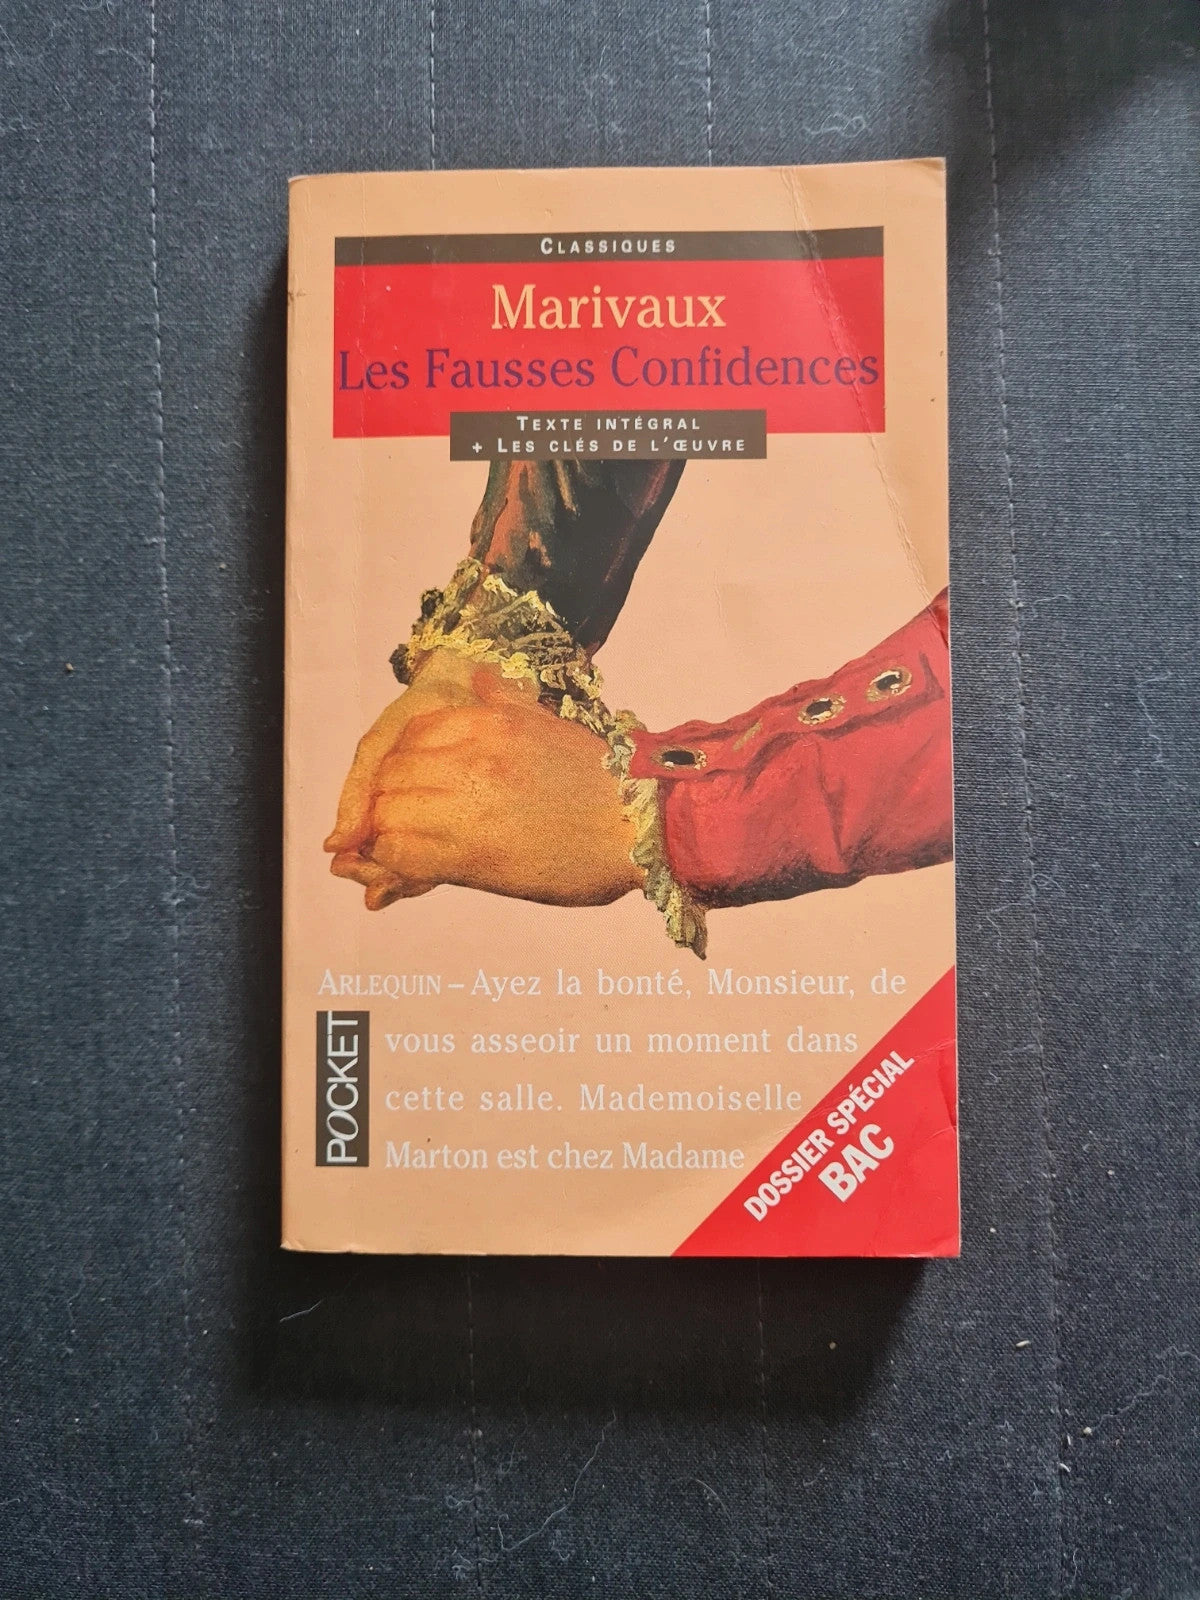 CLASSIQUES
Marivaux
Les Fausses Confidences
TEXTE INTÉGRAL
+ LES CLÉS DE L'ŒUVRE
ARLEQUIN – Ayez la bonté, Monsieur, de
vous asseoir un moment dans
cette salle. Mademoiselle
Marton est chez Madame
POCKET
DOSSIER SPÉCIAL
BAC